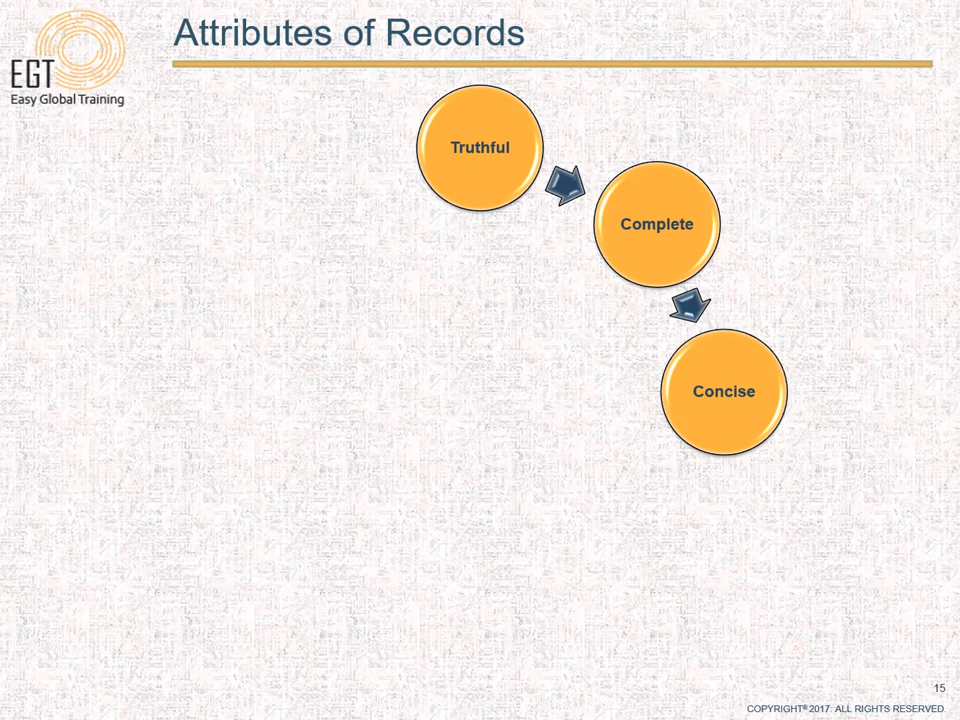 Attributes of Records
EGT
Easy Global Training
Truthful
Complete
Concise
15
COPYRIGHT® 2017. ALL RIGHTS RESERVED.